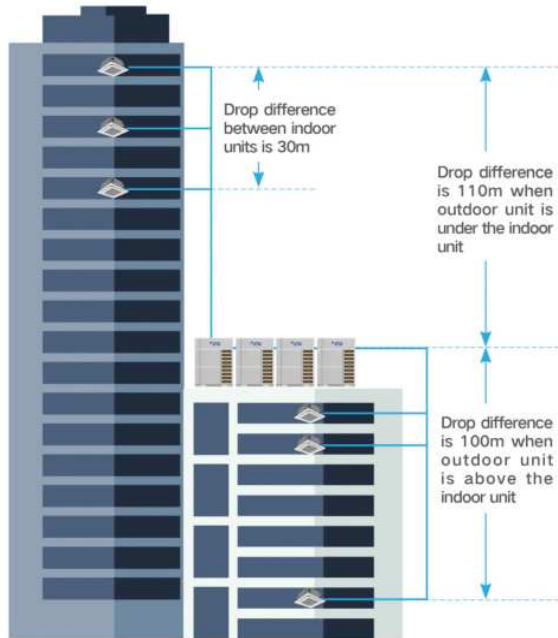 Drop difference
between indoor
units is 30m
Drop difference
is 110m when
outdoor unit is
under the indoor
unit
Drop difference
is 100m when
outdoor unit
is above the
indoor unit